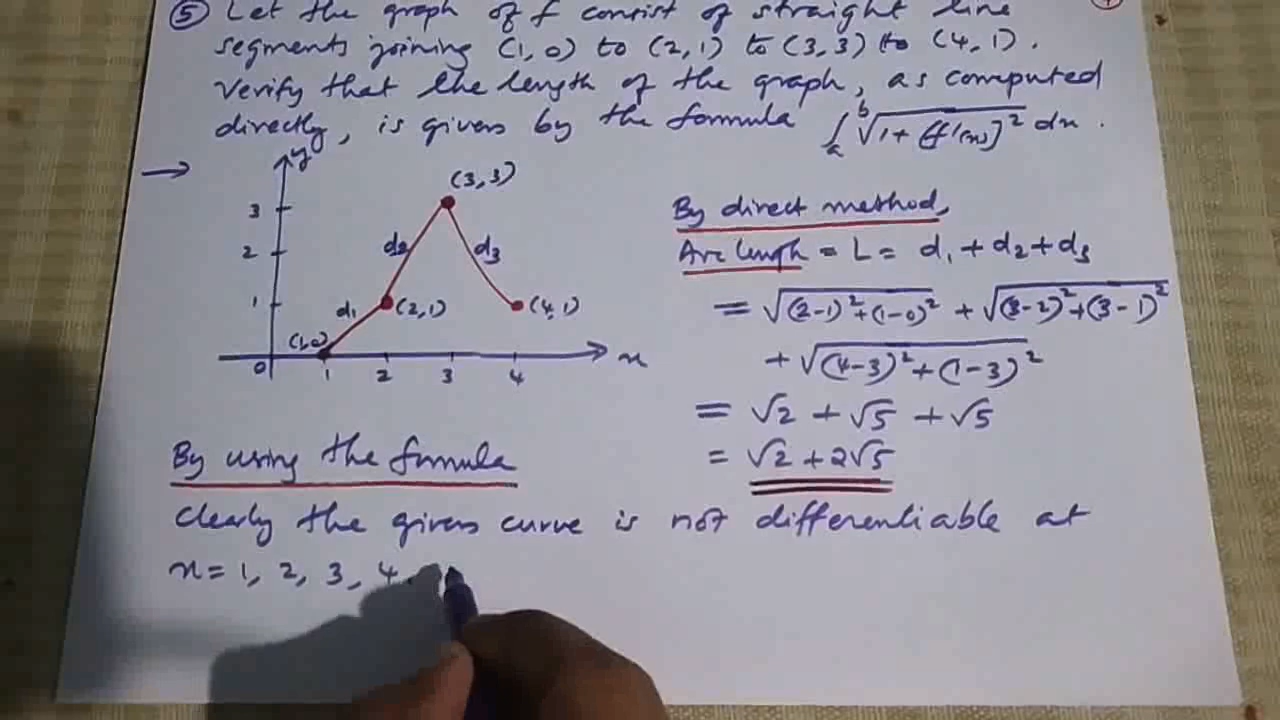 ⑤ Let the graph of f consist of straight line
segments joining (1, 0) to (2, 1) to (3, 3) to (4, 1).
Verify that the length of the graph, as computed
directly, is given by the formula ∫ₐᵇ √(1 + [f'(x)]²) dx.
→
y
3
2
1
0
1 2 3 4
x
(3, 3)
d2
d3
d1
(2, 1)
(4, 1)
(1, 0)
By direct method,
Arc length = L = d1 + d2 + d3
= √((2-1)² + (1-0)²) + √((3-2)² + (3-1)²)
+ √((4-3)² + (1-3)²)
= √2 + √5 + √5
= √2 + 2√5
By using the formula
Clearly the given curve is not differentiable at
x = 1, 2, 3, 4.